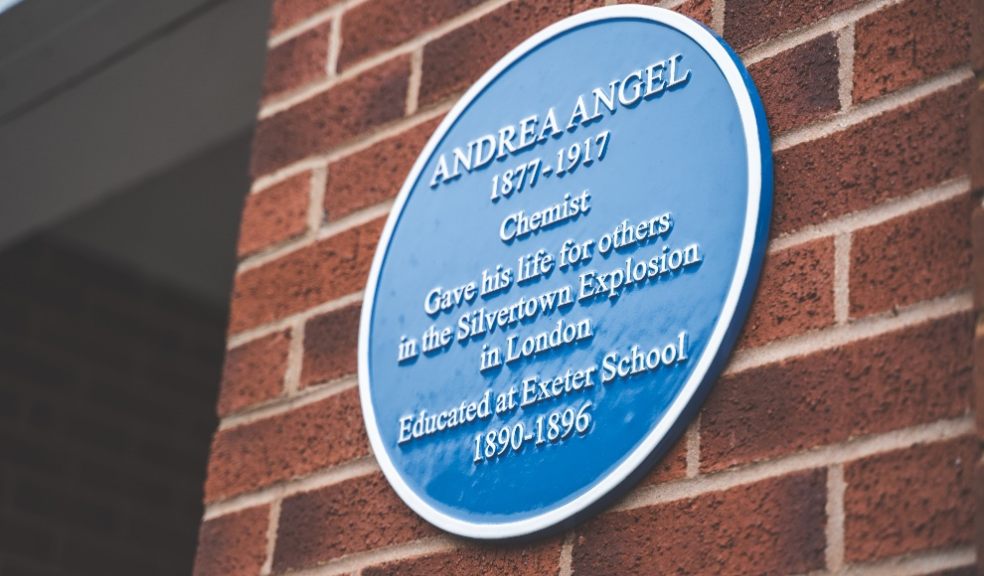 ANDREA ANGEL
1877-1917
Chemist
Gave his life for others
in the Silvertown Explosion
in London
Educated at Exeter School
1890-1896